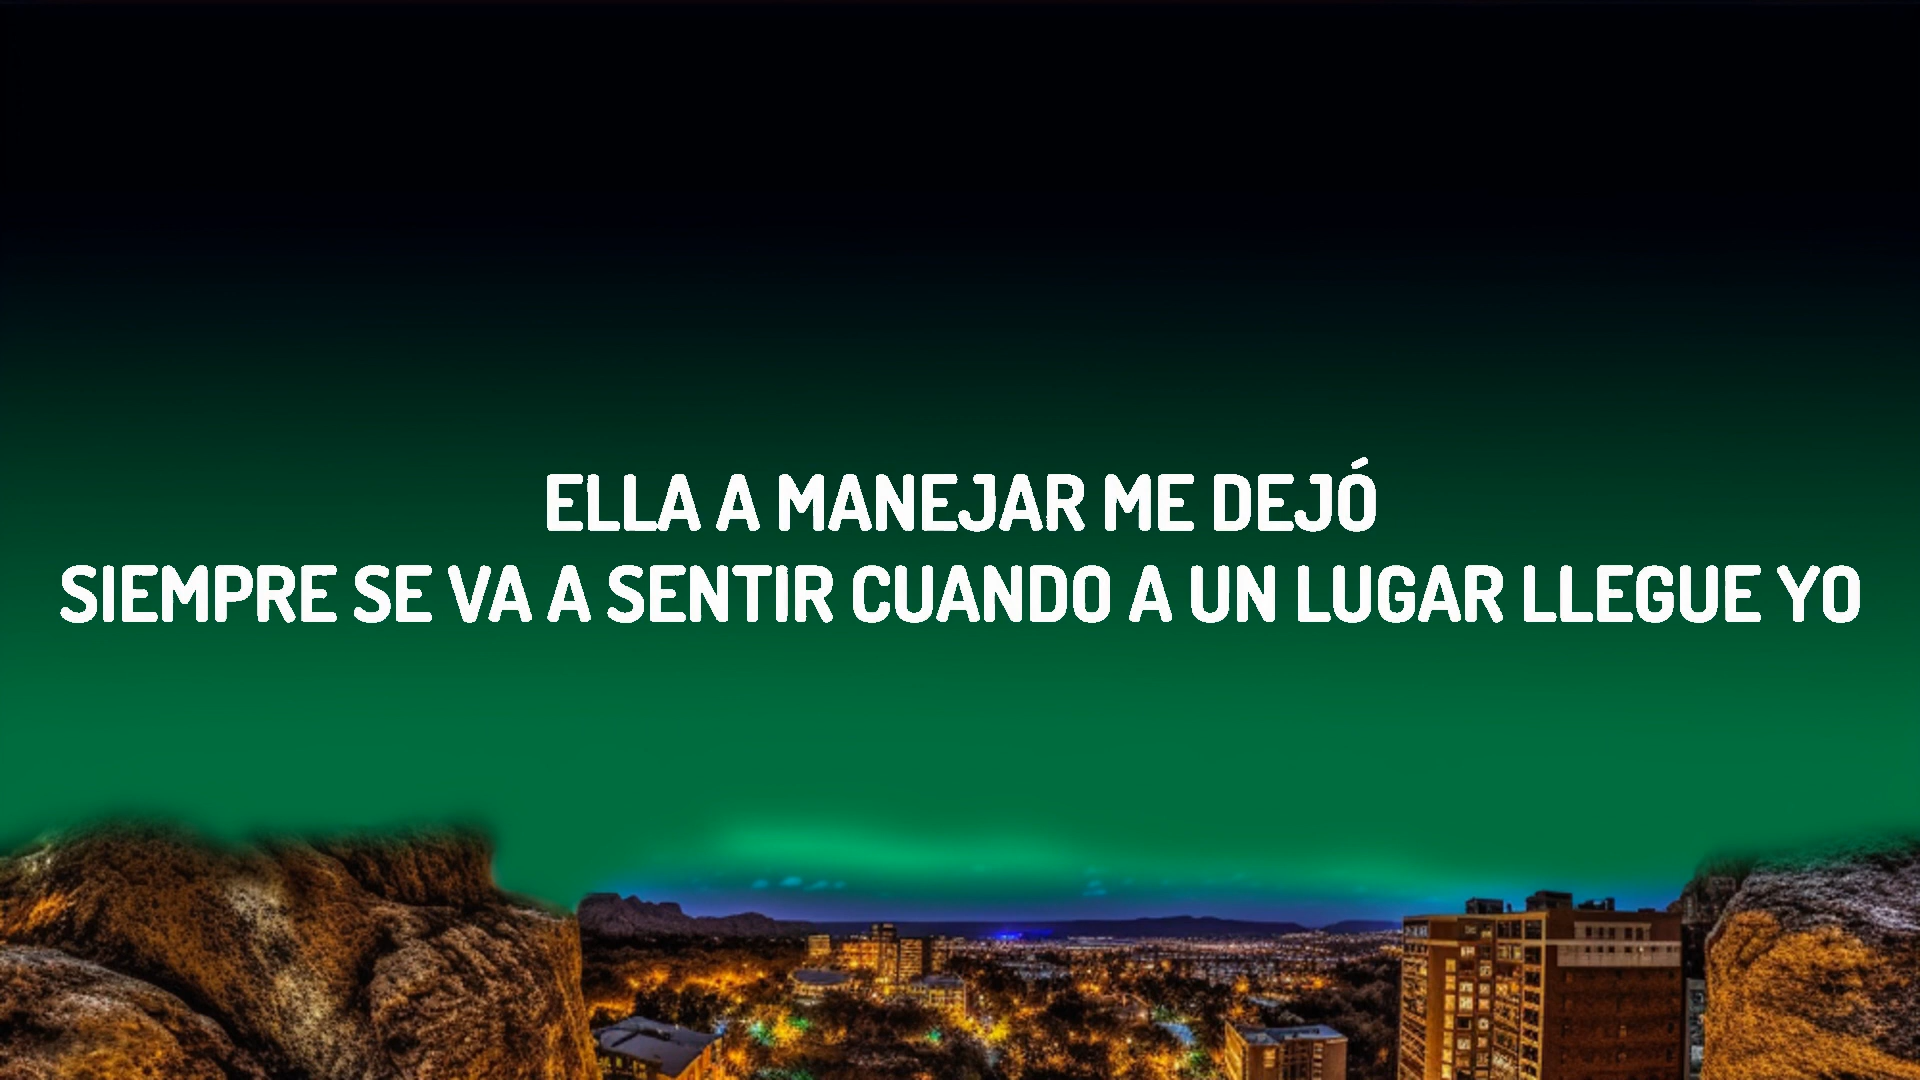 ELLA A MANEJAR ME DEJÓ
SIEMPRE SE VA A SENTIR CUANDO A UN LUGAR LLEGUE YO